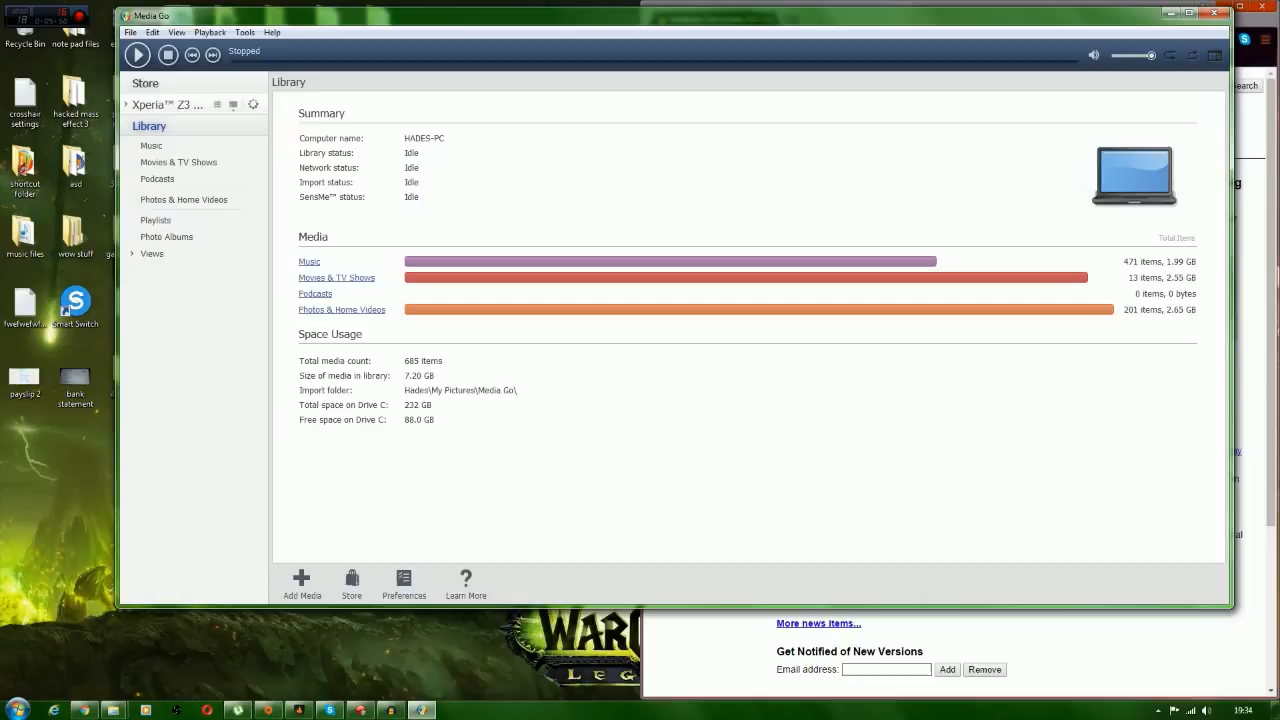 Media Go
File Edit View Playback Tools Help
Stopped
Store
Xperia™ Z3 ...
Library
Music
Movies & TV Shows
Podcasts
Photos & Home Videos
Playlists
Photo Albums
Views
Library
Summary
Computer name: HADES-PC
Library status: Idle
Network status: Idle
Import status: Idle
SensMe™ status: Idle
Media
Total Items
Music 471 items, 1.99 GB
Movies & TV Shows 13 items, 2.55 GB
Podcasts 0 items, 0 bytes
Photos & Home Videos 201 items, 2.65 GB
Space Usage
Total media count: 685 items
Size of media in library: 7.20 GB
Import folder: Hades\My Pictures\Media Go\
Total space on Drive C: 232 GB
Free space on Drive C: 88.0 GB
Add Media Store Preferences Learn More
Recycle Bin
note pad files
crosshair
settings
hacked mass
effect 3
shortcut
folder
asd
music files
wow stuff
fwefwefwf...
Smart Switch
payslip 2
bank
statement
More news items...
Get Notified of New Versions
Email address: Add Remove
19:34